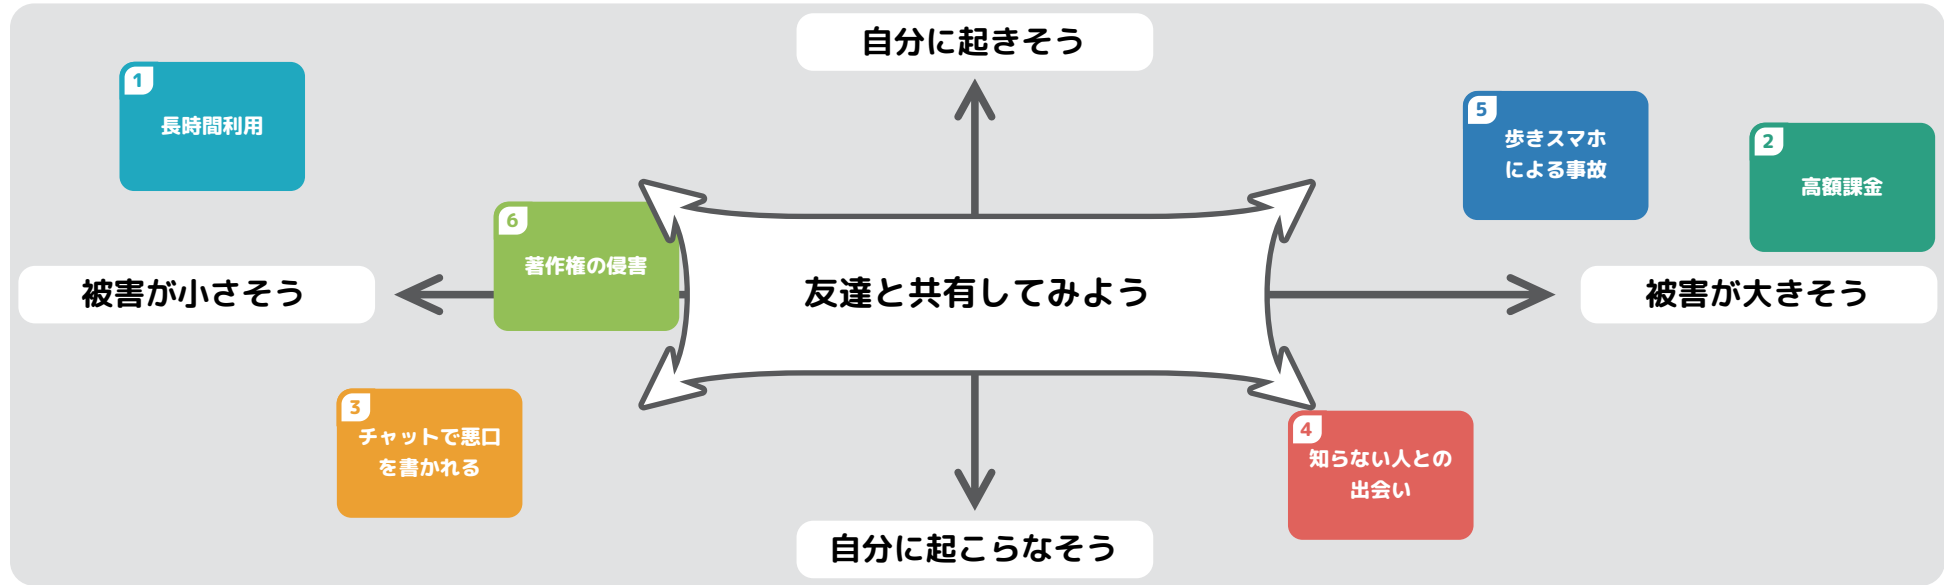 自分に起きそう
1
長時間利用
5
歩きスマホ
による事故
2
高額課金
6
著作権の侵害
被害が小さそう
友達と共有してみよう
被害が大きそう
3
チャットで悪口
を書かれる
4
知らない人との
出会い
自分に起こらなそう